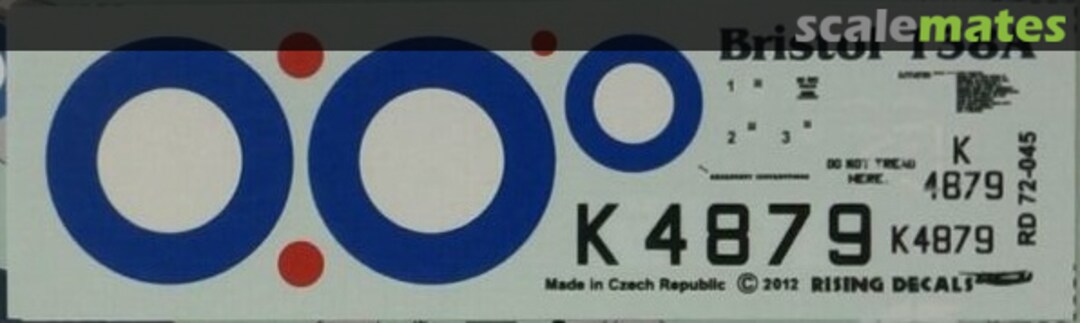 scalemates
Bristol 138A
1
2 3
DO NOT TREAD
HERE.
K
4879
K4879
K4879
RD 72-045
Made in Czech Republic © 2012 RISING DECALS